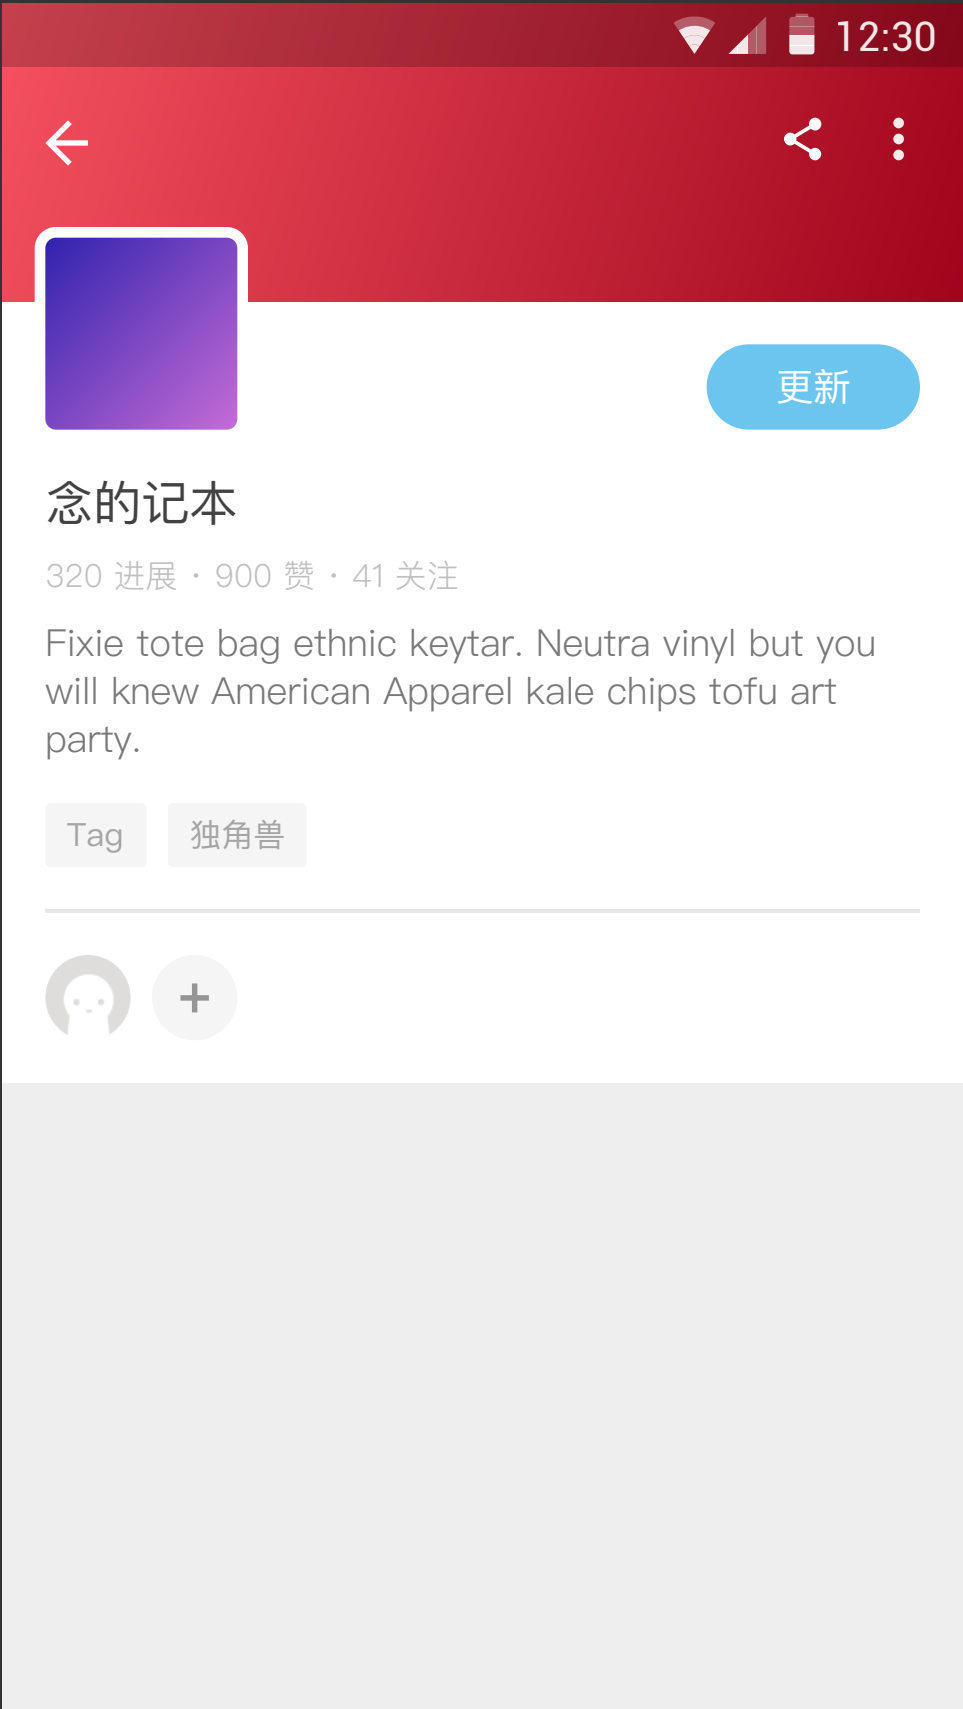 12:30
更新
念的记本
320 进展 · 900 赞 · 41 关注
Fixie tote bag ethnic keytar. Neutra vinyl but you
will knew American Apparel kale chips tofu art
party.
Tag 独角兽